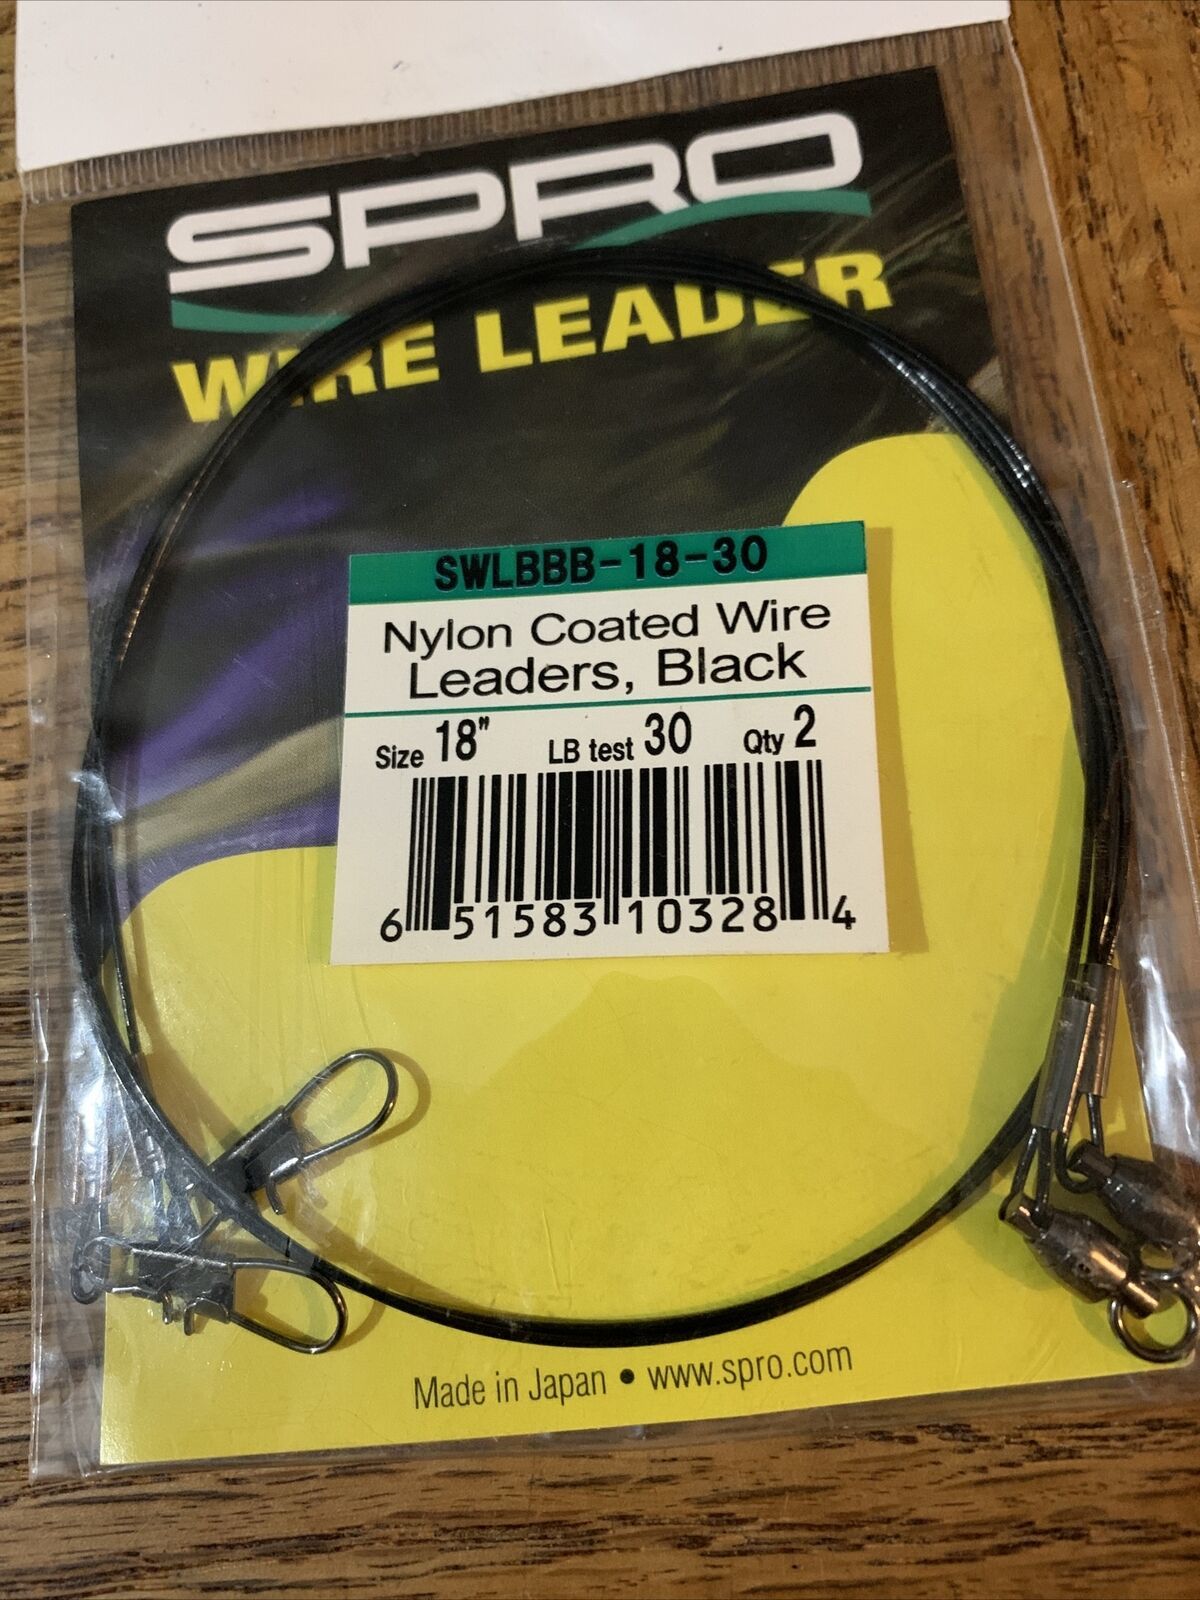 SPRO
WIRE LEADER
SWLBBB-18-30
Nylon Coated Wire
Leaders, Black
Size 18" LB test 30 Qty 2
6 51583 10328 4
Made in Japan • www.spro.com